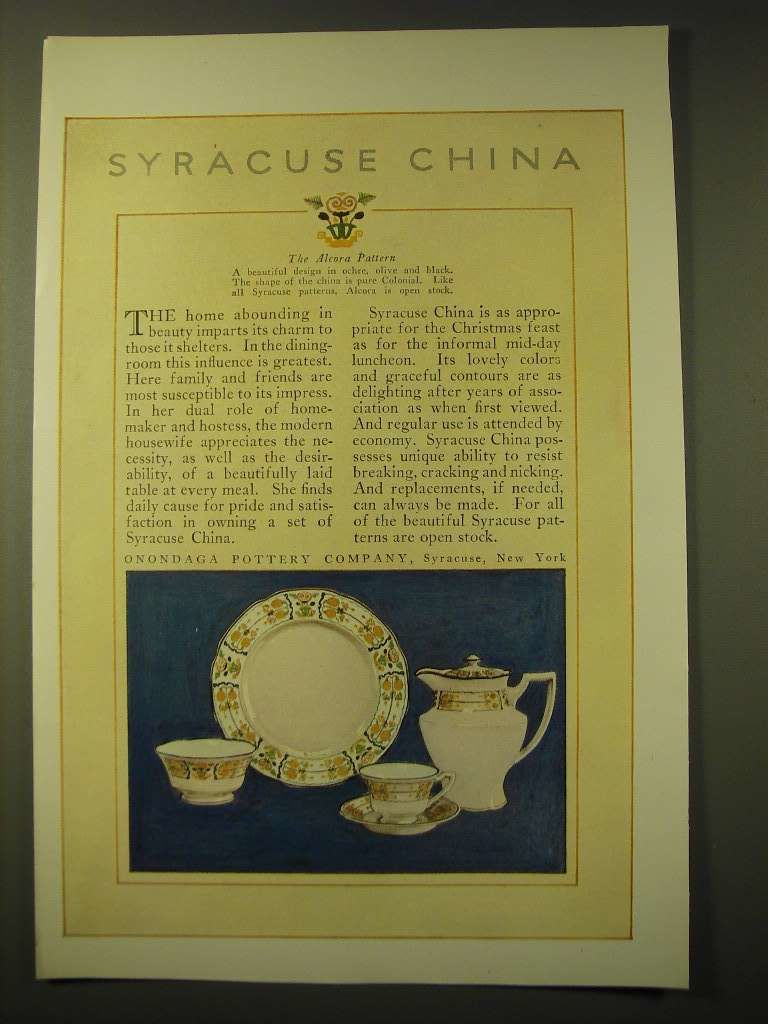 SYRACUSE CHINA
The Alcora Pattern
A beautiful design in ochre, olive and black.
The shape of the china is pure Colonial. Like
all Syracuse patterns, Alcora is open stock.
THE home abounding in
beauty imparts its charm to
those it shelters. In the dining-
room this influence is greatest.
Here family and friends are
most susceptible to its impress.
In her dual role of home-
maker and hostess, the modern
housewife appreciates the ne-
cessity, as well as the desir-
ability, of a beautifully laid
table at every meal. She finds
daily cause for pride and satis-
faction in owning a set of
Syracuse China.
Syracuse China is as appro-
priate for the Christmas feast
as for the informal mid-day
luncheon. Its lovely colors
and graceful contours are as
delighting after years of asso-
ciation as when first viewed.
And regular use is attended by
economy. Syracuse China pos-
sesses unique ability to resist
breaking, cracking and nicking.
And replacements, if needed,
can always be made. For all
of the beautiful Syracuse pat-
terns are open stock.
ONONDAGA POTTERY COMPANY, Syracuse, New York